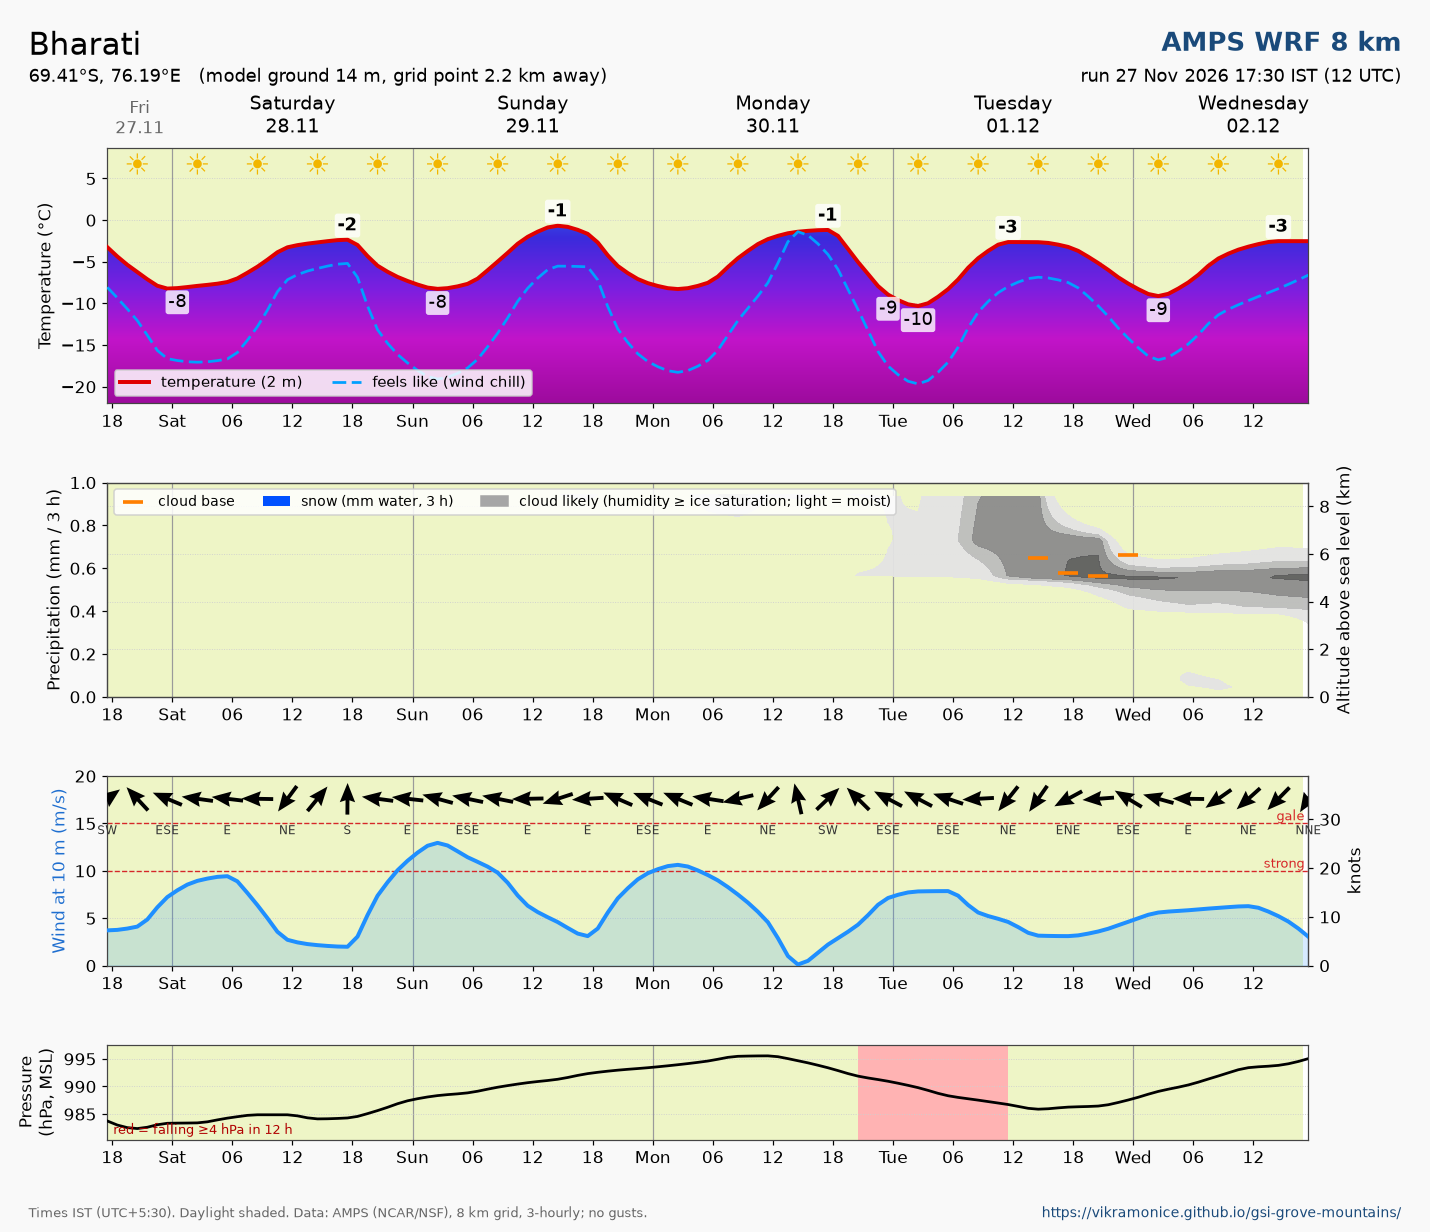 Bharati
AMPS WRF 8 km
69.41°S, 76.19°E (model ground 14 m, grid point 2.2 km away)
run 27 Nov 2026 17:30 IST (12 UTC)
Fri Saturday Sunday Monday Tuesday Wednesday
27.11 28.11 29.11 30.11 01.12 02.12
Temperature (°C)
5
0
−5
−10
−15
−20
-2 -1 -1 -3 -3
-8 -8 -9 -10 -9
temperature (2 m) feels like (wind chill)
18 Sat 06 12 18 Sun 06 12 18 Mon 06 12 18 Tue 06 12 18 Wed 06 12
Precipitation (mm / 3 h)
1.0
0.8
0.6
0.4
0.2
0.0
cloud base snow (mm water, 3 h) cloud likely (humidity ≥ ice saturation; light = moist)
8
6
4
2
0
Altitude above sea level (km)
18 Sat 06 12 18 Sun 06 12 18 Mon 06 12 18 Tue 06 12 18 Wed 06 12
Wind at 10 m (m/s)
20
15
10
5
0
SW ESE E NE S E ESE E E ESE E NE SW ESE ESE NE ENE ESE E NE NNE
gale
strong
30
20
10
0
knots
18 Sat 06 12 18 Sun 06 12 18 Mon 06 12 18 Tue 06 12 18 Wed 06 12
Pressure
(hPa, MSL)
995
990
985
red = falling ≥4 hPa in 12 h
18 Sat 06 12 18 Sun 06 12 18 Mon 06 12 18 Tue 06 12 18 Wed 06 12
Times IST (UTC+5:30). Daylight shaded. Data: AMPS (NCAR/NSF), 8 km grid, 3-hourly; no gusts.
https://vikramonice.github.io/gsi-grove-mountains/